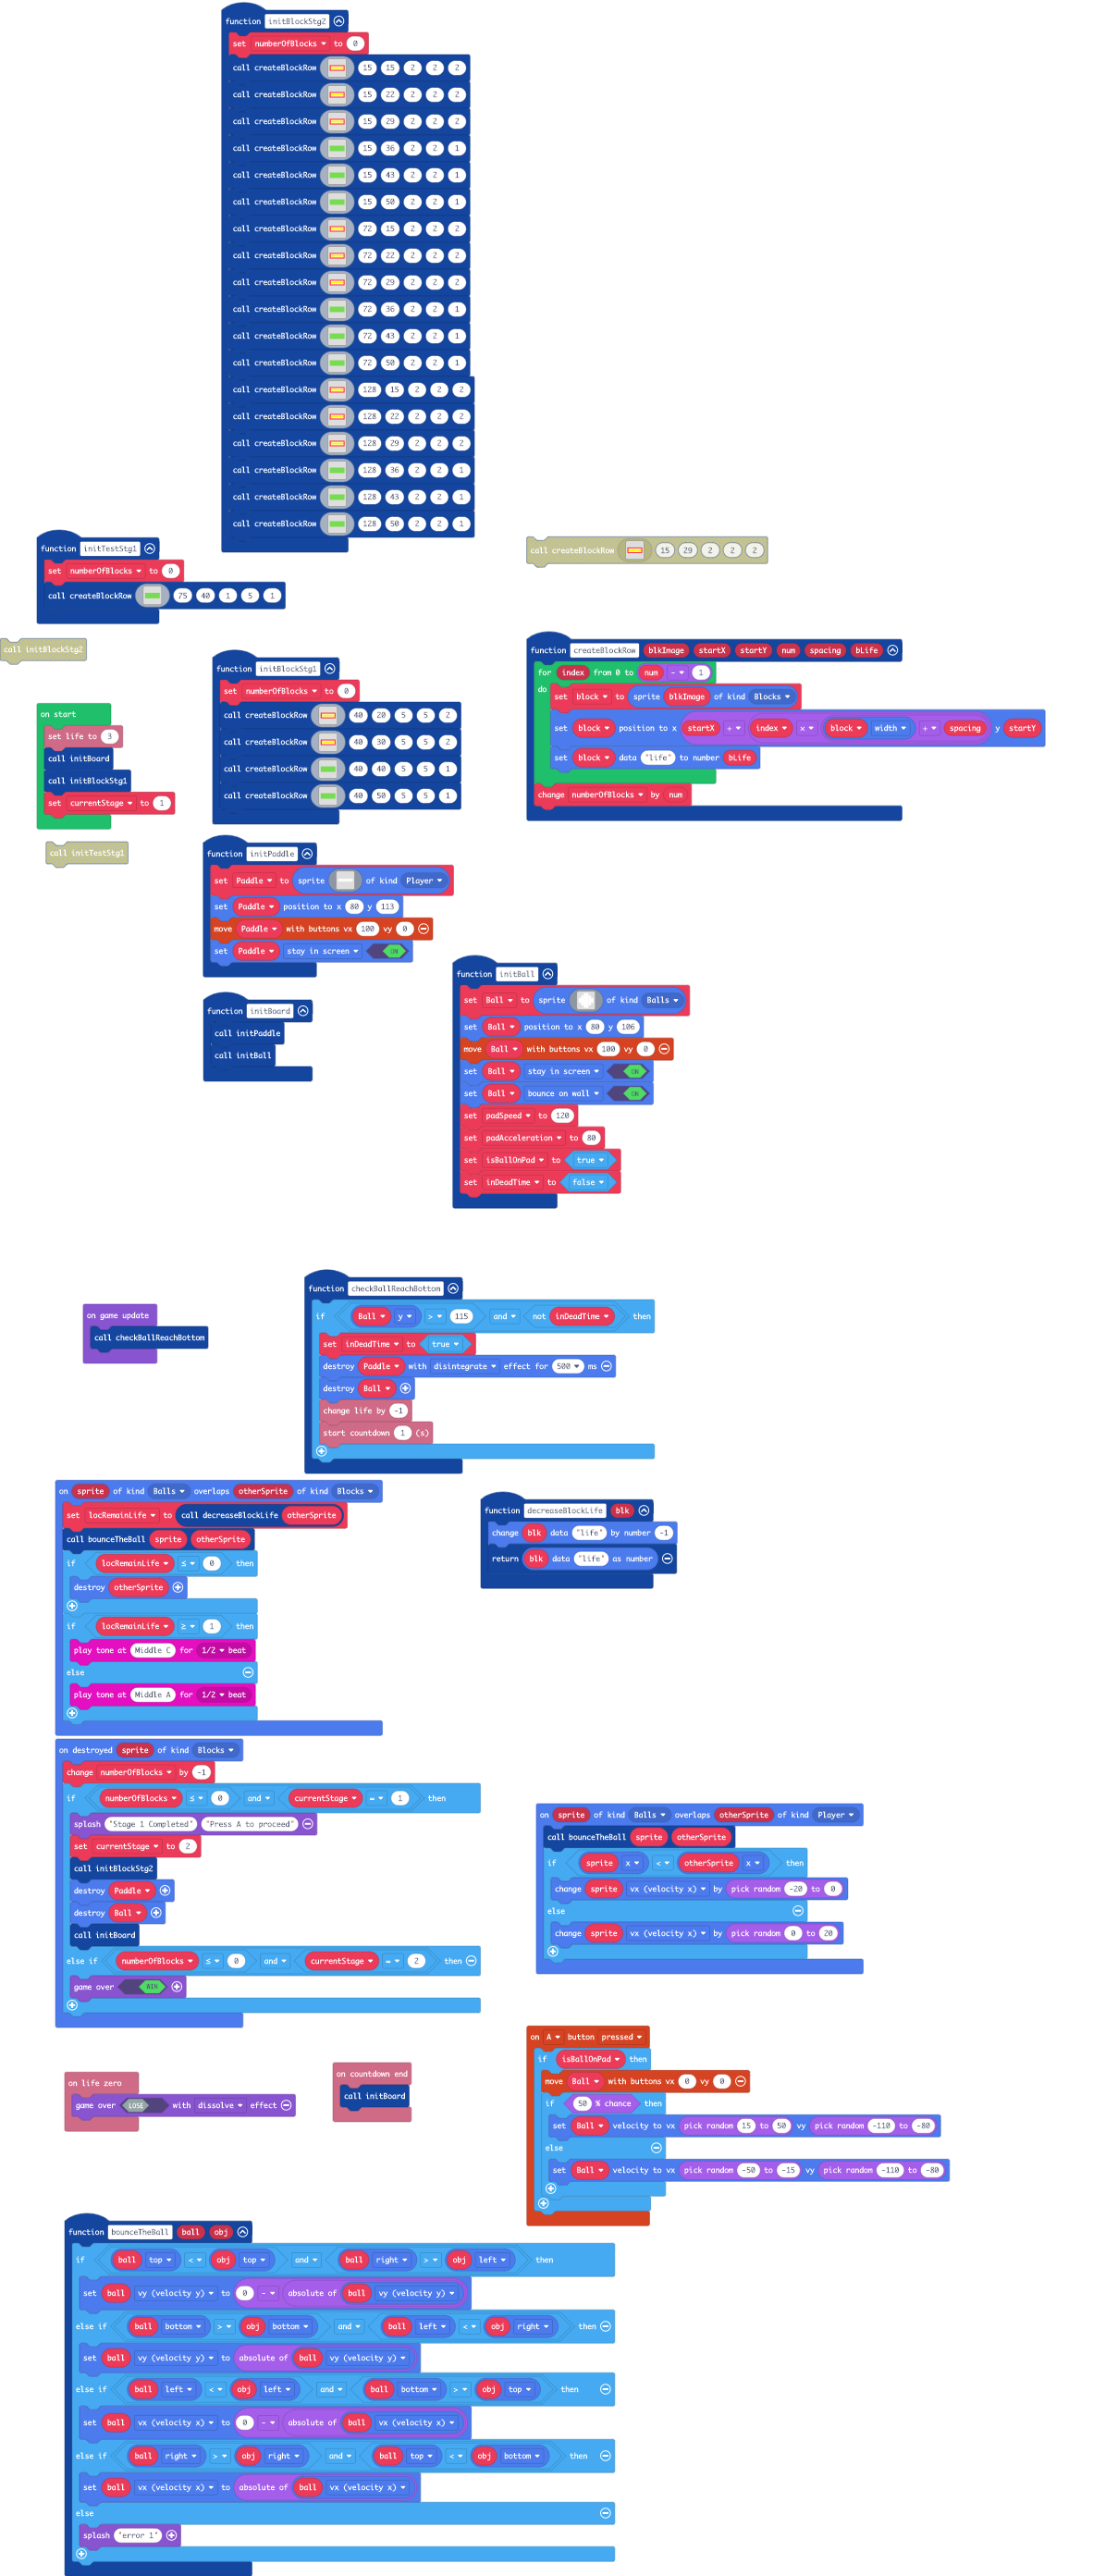 function initBlockStg2
set numberOfBlocks to 0
call createBlockRow 15 15 2 2 2
call createBlockRow 15 22 2 2 2
call createBlockRow 15 29 2 2 2
call createBlockRow 15 36 2 2 1
call createBlockRow 15 43 2 2 1
call createBlockRow 15 50 2 2 1
call createBlockRow 72 15 2 2 2
call createBlockRow 72 22 2 2 2
call createBlockRow 72 29 2 2 2
call createBlockRow 72 36 2 2 1
call createBlockRow 72 43 2 2 1
call createBlockRow 72 50 2 2 1
call createBlockRow 128 15 2 2 2
call createBlockRow 128 22 2 2 2
call createBlockRow 128 29 2 2 2
call createBlockRow 128 36 2 2 1
call createBlockRow 128 43 2 2 1
call createBlockRow 128 50 2 2 1
function initTestStg1
set numberOfBlocks to 0
call createBlockRow 75 40 1 5 1
call createBlockRow 15 29 2 2 2
call initBlockStg2
function initBlockStg1
set numberOfBlocks to 0
call createBlockRow 40 20 5 5 2
call createBlockRow 40 30 5 5 2
call createBlockRow 40 40 5 5 1
call createBlockRow 40 50 5 5 1
function createBlockRow blkImage startX startY num spacing bLife
for index from 0 to num - 1
do
set block to sprite blkImage of kind Blocks
set block position to x startX + index x block width + spacing y startY
set block data "life" to number bLife
change numberOfBlocks by num
on start
set life to 3
call initBoard
call initBlockStg1
set currentStage to 1
call initTestStg1
function initPaddle
set Paddle to sprite of kind Player
set Paddle position to x 80 y 113
move Paddle with buttons vx 100 vy 0
set Paddle stay in screen ON
function initBoard
call initPaddle
call initBall
function initBall
set Ball to sprite of kind Balls
set Ball position to x 80 y 106
move Ball with buttons vx 100 vy 0
set Ball stay in screen ON
set Ball bounce on wall ON
set padSpeed to 120
set padAcceleration to 80
set isBallOnPad to true
set inDeadTime to false
on game update
call checkBallReachBottom
function checkBallReachBottom
if Ball y > 115 and not inDeadTime then
set inDeadTime to true
destroy Paddle with disintegrate effect for 500 ms
destroy Ball
change life by -1
start countdown 1 (s)
on sprite of kind Balls overlaps otherSprite of kind Blocks
set locRemainLife to call decreaseBlockLife otherSprite
call bounceTheBall sprite otherSprite
if locRemainLife ≤ 0 then
destroy otherSprite
if locRemainLife ≥ 1 then
play tone at Middle C for 1/2 beat
else
play tone at Middle A for 1/2 beat
function decreaseBlockLife blk
change blk data "life" by number -1
return blk data "life" as number
on destroyed sprite of kind Blocks
change numberOfBlocks by -1
if numberOfBlocks ≤ 0 and currentStage = 1 then
splash "Stage 1 Completed" "Press A to proceed"
set currentStage to 2
call initBlockStg2
destroy Paddle
destroy Ball
call initBoard
else if numberOfBlocks ≤ 0 and currentStage = 2 then
game over WIN
on sprite of kind Balls overlaps otherSprite of kind Player
call bounceTheBall sprite otherSprite
if sprite x < otherSprite x then
change sprite vx (velocity x) by pick random -20 to 0
else
change sprite vx (velocity x) by pick random 0 to 20
on life zero
game over LOSE with dissolve effect
on countdown end
call initBoard
on A button pressed
if isBallOnPad then
move Ball with buttons vx 0 vy 0
if 50 % chance then
set Ball velocity to vx pick random 15 to 50 vy pick random -110 to -80
else
set Ball velocity to vx pick random -50 to -15 vy pick random -110 to -80
function bounceTheBall ball obj
if ball top < obj top and ball right > obj left then
set ball vy (velocity y) to 0 - absolute of ball vy (velocity y)
else if ball bottom > obj bottom and ball left < obj right then
set ball vy (velocity y) to absolute of ball vy (velocity y)
else if ball left < obj left and ball bottom > obj top then
set ball vx (velocity x) to 0 - absolute of ball vx (velocity x)
else if ball right > obj right and ball top < obj bottom then
set ball vx (velocity x) to absolute of ball vx (velocity x)
else
splash "error 1"